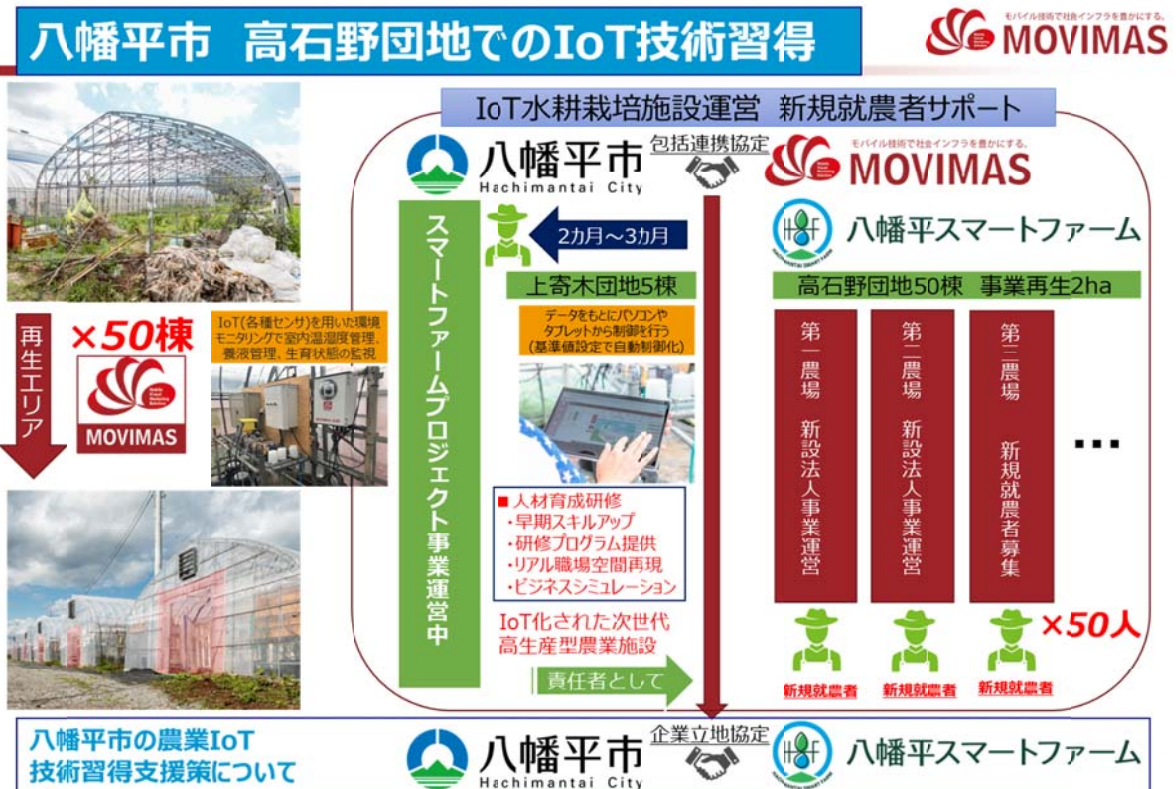 八幡平市 高石野団地でのIoT技術習得
モバイル技術で社会インフラを豊かにする。
MOVIMAS
IoT水耕栽培施設運営 新規就農者サポート
八幡平市
Hachimantai City
包括連携協定
モバイル技術で社会インフラを豊かにする。
MOVIMAS
スマートファームプロジェクト事業運営中
2カ月～3カ月
上寄木団地5棟
データをもとにパソコンや
タブレットから制御を行う
(基準値設定で自動制御化)
■人材育成研修
・早期スキルアップ
・研修プログラム提供
・リアル職場空間再現
・ビジネスシミュレーション
IoT化された次世代
高生産型農業施設
責任者として
八幡平スマートファーム
高石野団地50棟 事業再生2ha
第一農場 新設法人事業運営
第二農場 新設法人事業運営
第三農場 新規就農者募集
…
×50人
新規就農者
新規就農者
新規就農者
再生エリア
×50棟
MOVIMAS
IoT(各種センサ)を用いた環境
モニタリングで室内温湿度管理、
養液管理、生育状態の監視
八幡平市の農業IoT
技術習得支援策について
八幡平市
Hachimantai City
企業立地協定
八幡平スマートファーム